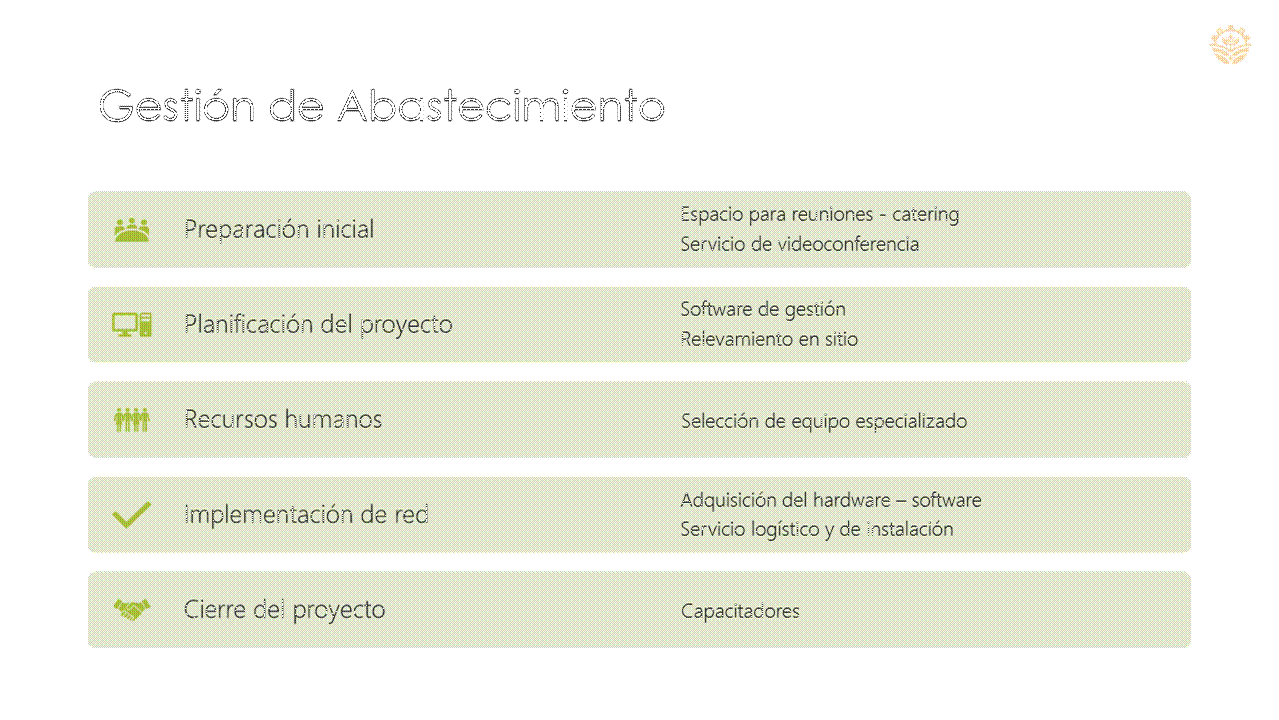 Gestión de Abastecimiento
Preparación inicial
Espacio para reuniones - catering
Servicio de videoconferencia
Planificación del proyecto
Software de gestión
Relevamiento en sitio
Recursos humanos
Selección de equipo especializado
Implementación de red
Adquisición del hardware – software
Servicio logístico y de instalación
Cierre del proyecto
Capacitadores